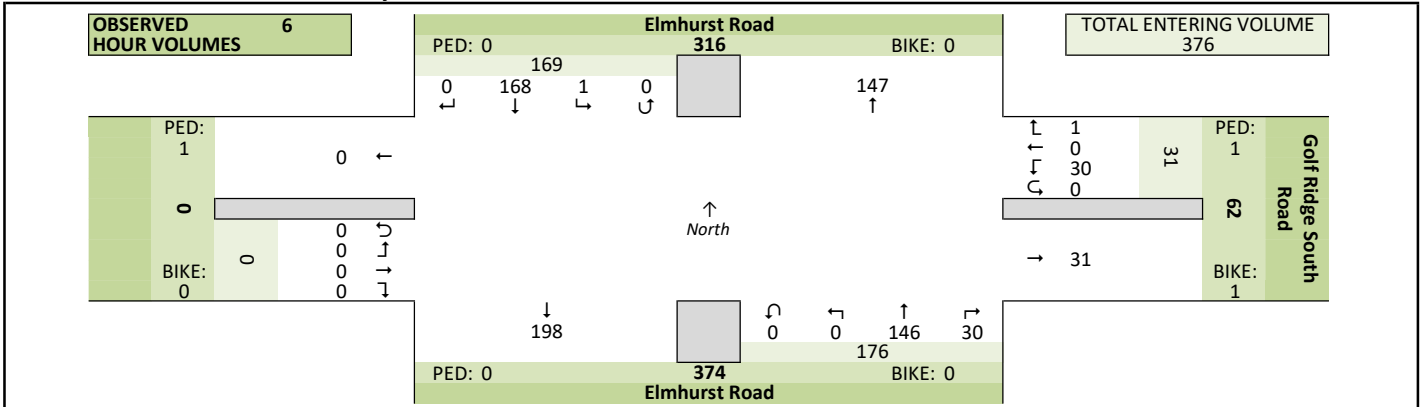 OBSERVED 6
HOUR VOLUMES
Elmhurst Road
PED: 0 316 BIKE: 0
TOTAL ENTERING VOLUME
376
169
0 168 1 0
↵ ↓ ↳ ↺
147
↑
PED:
1
0 ←
0
0
0 ⮌
0 ↰
0 →
0 ↴
BIKE:
0
↑
North
↱ 1
← 0
↲ 30
⮎ 0
31
→ 31
PED:
1
62
BIKE:
1
Golf Ridge South
Road
↓
198
↶ ↰ ↑ ↱
0 0 146 30
176
PED: 0 374 BIKE: 0
Elmhurst Road